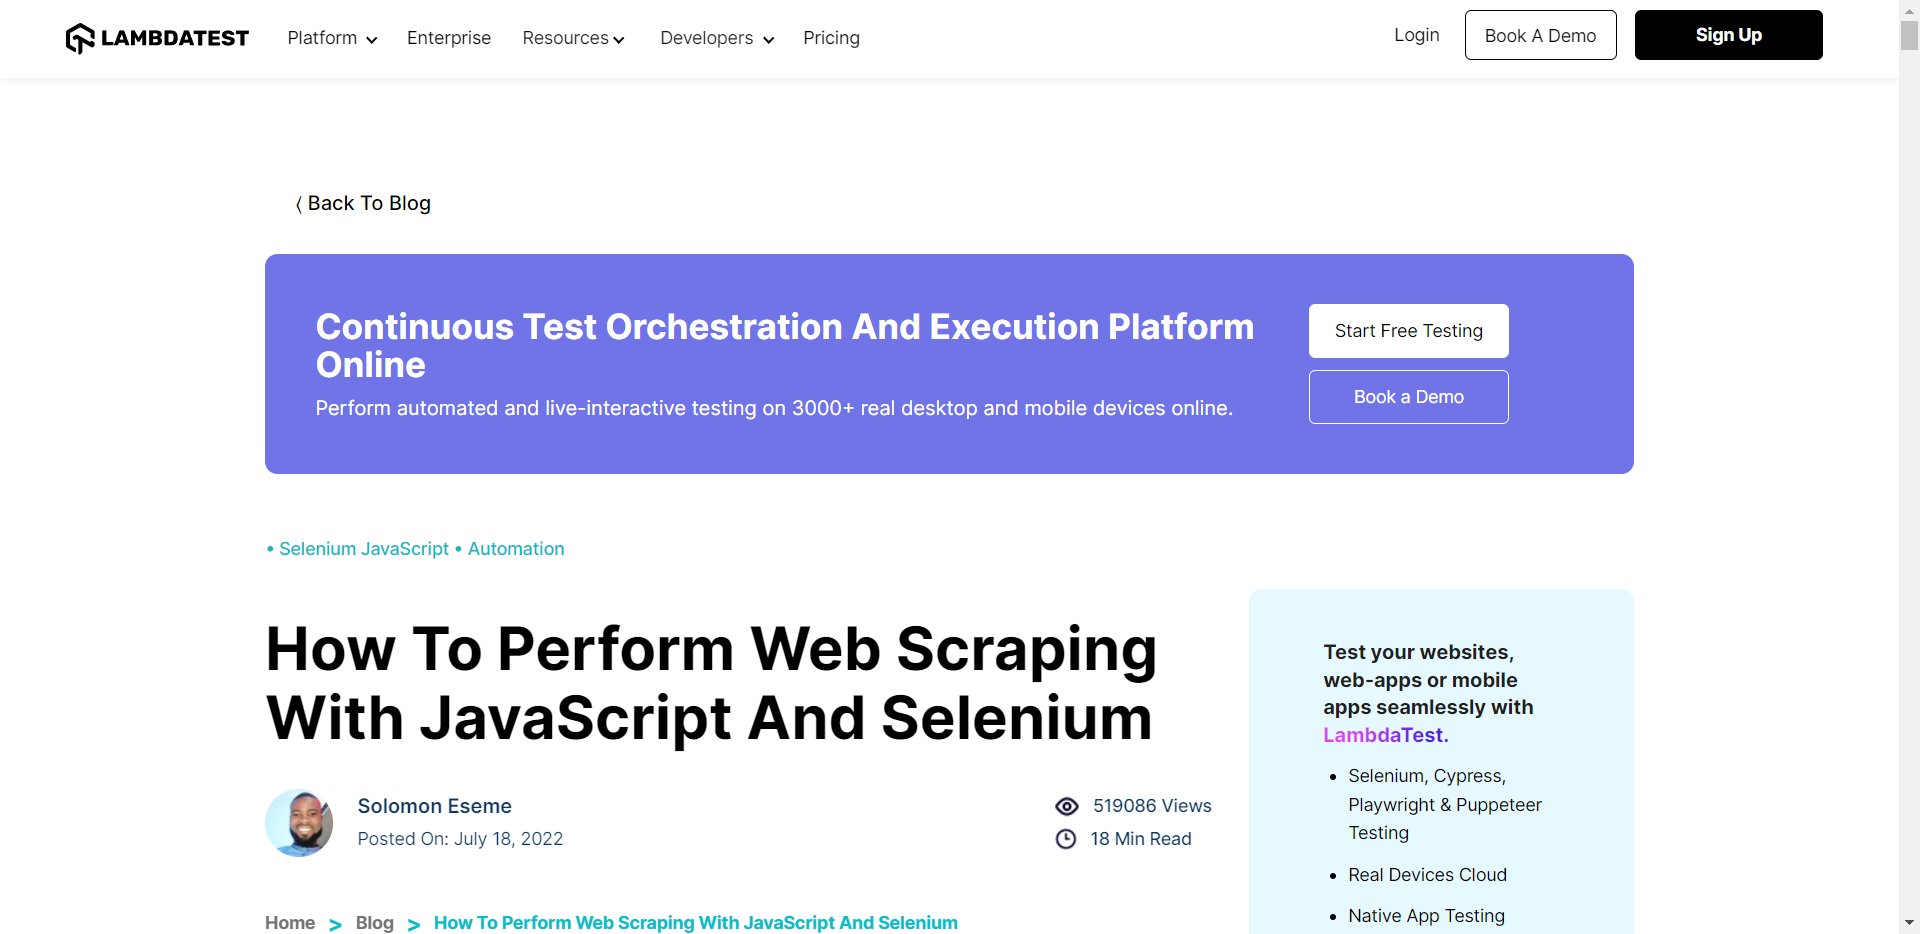 LAMBDATEST Platform Enterprise Resources Developers Pricing Login Book A Demo Sign Up
Back To Blog
Continuous Test Orchestration And Execution Platform
Online
Perform automated and live-interactive testing on 3000+ real desktop and mobile devices online.
Start Free Testing
Book a Demo
• Selenium JavaScript • Automation
How To Perform Web Scraping
With JavaScript And Selenium
Solomon Eseme
Posted On: July 18, 2022
519086 Views
18 Min Read
Home > Blog > How To Perform Web Scraping With JavaScript And Selenium
Test your websites,
web-apps or mobile
apps seamlessly with
LambdaTest.
• Selenium, Cypress,
Playwright & Puppeteer
Testing
• Real Devices Cloud
• Native App Testing